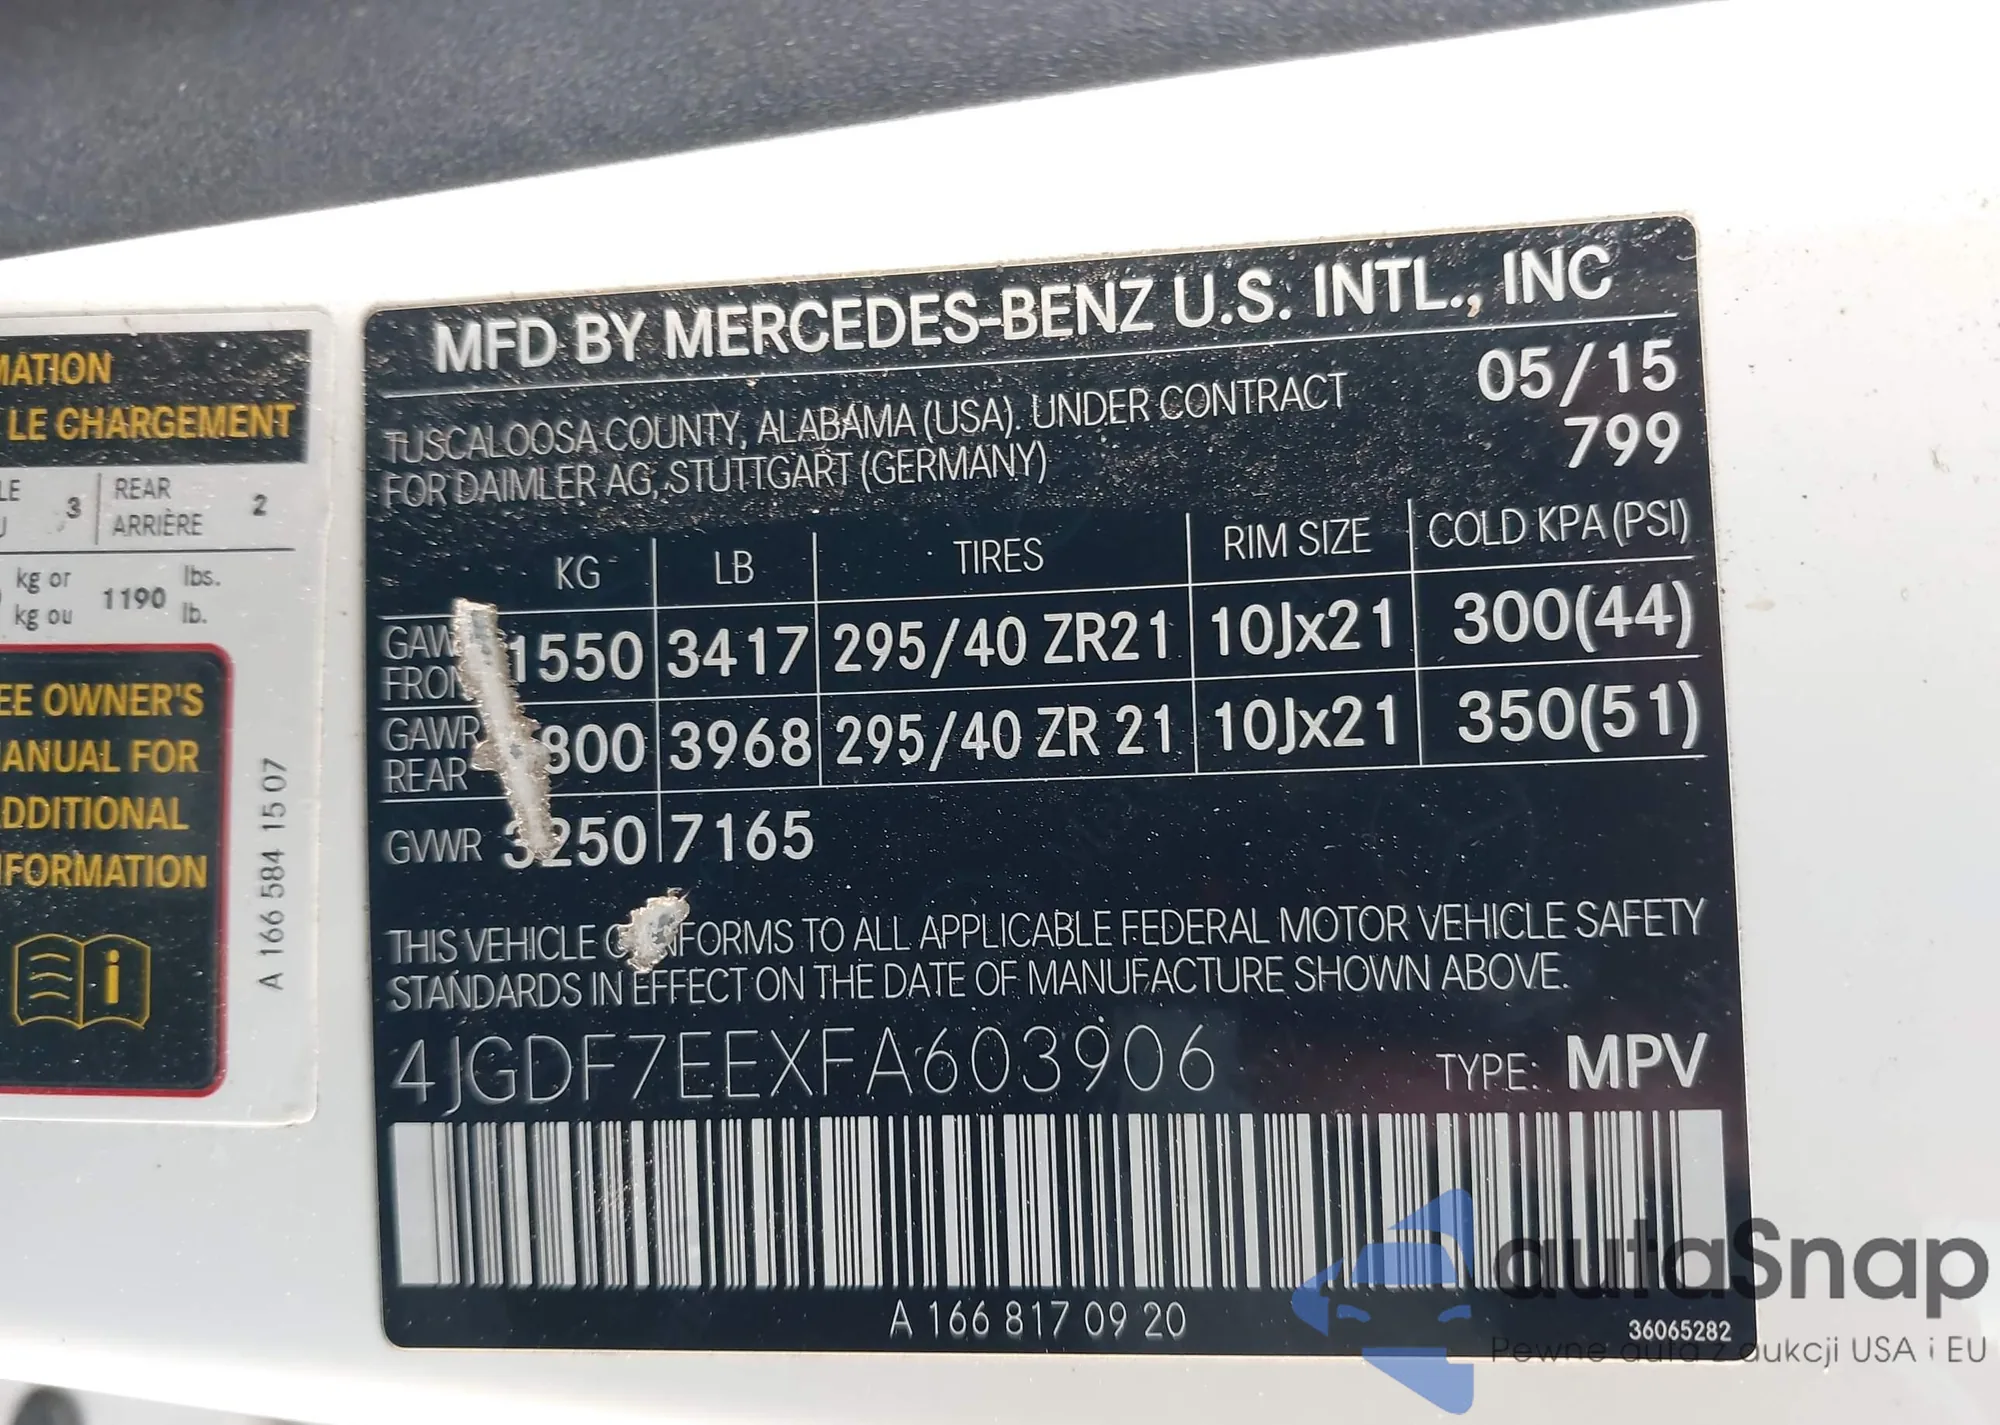 MATION
LE CHARGEMENT
LE
3
REAR
ARRIÈRE
2
kg or
kg ou
1190
lbs.
lb.
EE OWNER'S
ANUAL FOR
DDITIONAL
FORMATION
i
A 166 584 15 07
MFD BY MERCEDES-BENZ U.S. INTL., INC
TUSCALOOSA COUNTY, ALABAMA (USA) UNDER CONTRACT
FOR DAIMLER AG, STUTTGART (GERMANY)
05/15
799
KG LB TIRES RIM SIZE COLD KPA (PSI)
GAW
FRON
1550 3417 295/40 ZR21 10Jx21 300(44)
GAWR
REAR
800 3968 295/40 ZR 21 10Jx21 350(51)
GVWR 3250 7165
THIS VEHICLE CONFORMS TO ALL APPLICABLE FEDERAL MOTOR VEHICLE SAFETY
STANDARDS IN EFFECT ON THE DATE OF MANUFACTURE SHOWN ABOVE.
4JGDF7EEXFA603906
TYPE: MPV
A 166 817 09 20
36065282
autaSnap
Pewne auta z aukcji USA i EU